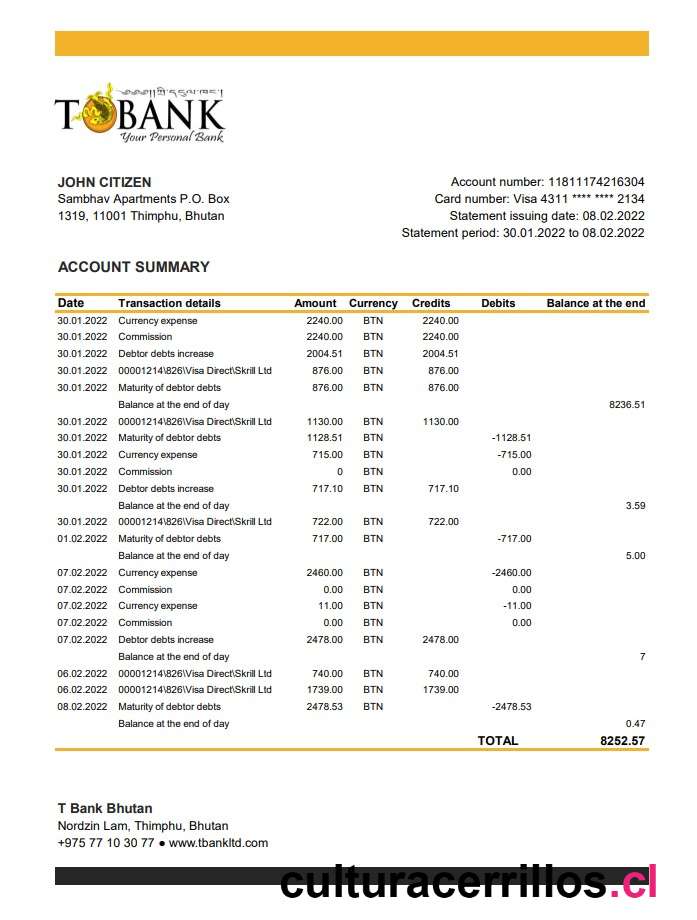 T BANK
Your Personal Bank
JOHN CITIZEN
Sambhav Apartments P.O. Box
1319, 11001 Thimphu, Bhutan
Account number: 11811174216304
Card number: Visa 4311 **** **** 2134
Statement issuing date: 08.02.2022
Statement period: 30.01.2022 to 08.02.2022
ACCOUNT SUMMARY
Date Transaction details Amount Currency Credits Debits Balance at the end
30.01.2022 Currency expense 2240.00 BTN 2240.00
30.01.2022 Commission 2240.00 BTN 2240.00
30.01.2022 Debtor debts increase 2004.51 BTN 2004.51
30.01.2022 00001214\826\Visa Direct\Skrill Ltd 876.00 BTN 876.00
30.01.2022 Maturity of debtor debts 876.00 BTN 876.00
Balance at the end of day 8236.51
30.01.2022 00001214\826\Visa Direct\Skrill Ltd 1130.00 BTN 1130.00
30.01.2022 Maturity of debtor debts 1128.51 BTN -1128.51
30.01.2022 Currency expense 715.00 BTN -715.00
30.01.2022 Commission 0 BTN 0.00
30.01.2022 Debtor debts increase 717.10 BTN 717.10
Balance at the end of day 3.59
30.01.2022 00001214\826\Visa Direct\Skrill Ltd 722.00 BTN 722.00
01.02.2022 Maturity of debtor debts 717.00 BTN -717.00
Balance at the end of day 5.00
07.02.2022 Currency expense 2460.00 BTN -2460.00
07.02.2022 Commission 0.00 BTN 0.00
07.02.2022 Currency expense 11.00 BTN -11.00
07.02.2022 Commission 0.00 BTN 0.00
07.02.2022 Debtor debts increase 2478.00 BTN 2478.00
Balance at the end of day 7
06.02.2022 00001214\826\Visa Direct\Skrill Ltd 740.00 BTN 740.00
06.02.2022 00001214\826\Visa Direct\Skrill Ltd 1739.00 BTN 1739.00
08.02.2022 Maturity of debtor debts 2478.53 BTN -2478.53
Balance at the end of day 0.47
TOTAL 8252.57
T Bank Bhutan
Nordzin Lam, Thimphu, Bhutan
+975 77 10 30 77 ● www.tbankltd.com
culturacerrillos.cl